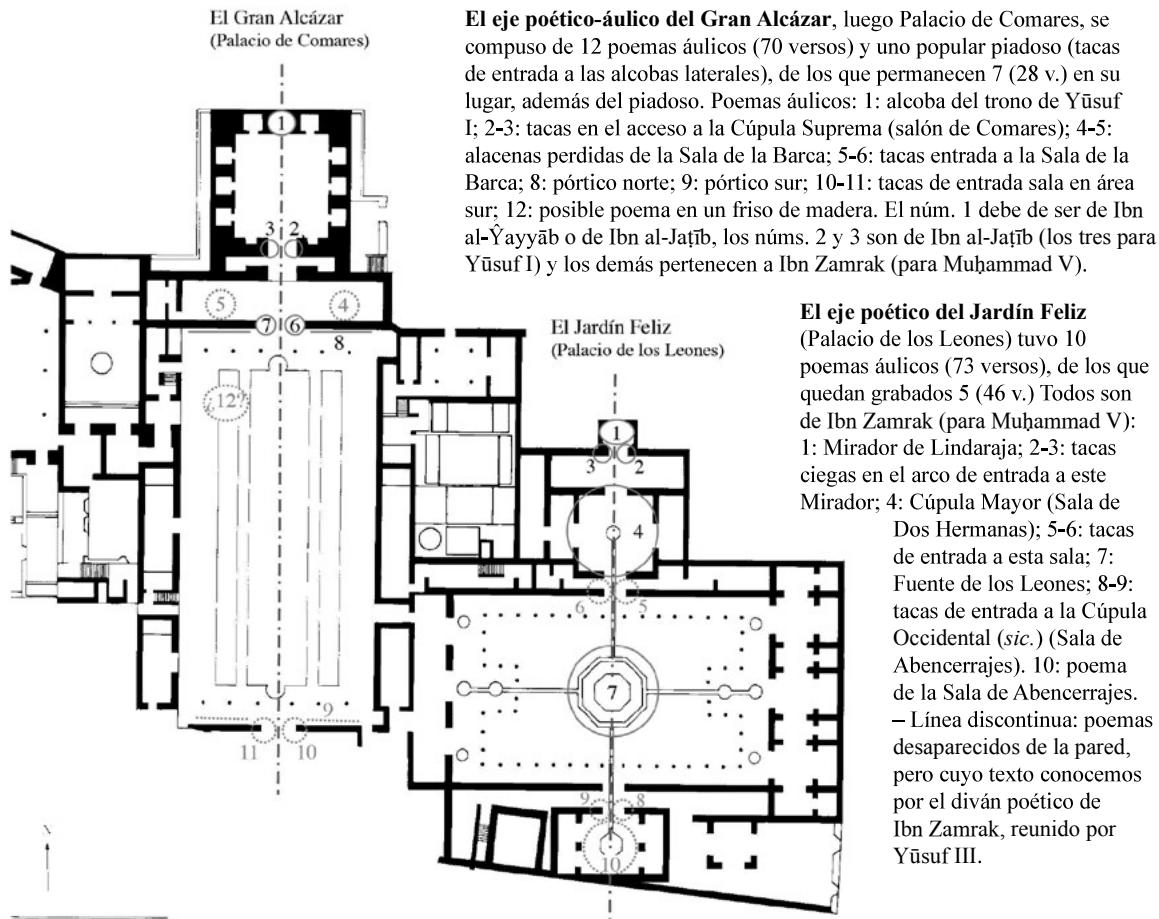 El Gran Alcázar
(Palacio de Comares)
El eje poético-áulico del Gran Alcázar, luego Palacio de Comares, se
compuso de 12 poemas áulicos (70 versos) y uno popular piadoso (tacas
de entrada a las alcobas laterales), de los que permanecen 7 (28 v.) en su
lugar, además del piadoso. Poemas áulicos: 1: alcoba del trono de Yūsuf
I; 2-3: tacas en el acceso a la Cúpula Suprema (salón de Comares); 4-5:
alacenas perdidas de la Sala de la Barca; 5-6: tacas entrada a la Sala de la
Barca; 8: pórtico norte; 9: pórtico sur; 10-11: tacas de entrada sala en área
sur; 12: posible poema en un friso de madera. El núm. 1 debe de ser de Ibn
al-Ŷayyāb o de Ibn al-Jaṭīb, los núms. 2 y 3 son de Ibn al-Jaṭīb (los tres para
Yūsuf I) y los demás pertenecen a Ibn Zamrak (para Muḥammad V).
1
3 2
5 4
7 6
8
¿12?
9
11 10
El Jardín Feliz
(Palacio de los Leones)
El eje poético del Jardín Feliz
(Palacio de los Leones) tuvo 10
poemas áulicos (73 versos), de los que
quedan grabados 5 (46 v.) Todos son
de Ibn Zamrak (para Muḥammad V):
1: Mirador de Lindaraja; 2-3: tacas
ciegas en el arco de entrada a este
Mirador; 4: Cúpula Mayor (Sala de
Dos Hermanas); 5-6: tacas
de entrada a esta sala; 7:
Fuente de los Leones; 8-9:
tacas de entrada a la Cúpula
Occidental (sic.) (Sala de
Abencerrajes). 10: poema
de la Sala de Abencerrajes.
– Línea discontinua: poemas
desaparecidos de la pared,
pero cuyo texto conocemos
por el diván poético de
Ibn Zamrak, reunido por
Yūsuf III.
1
3 2
4
6 5
7
9 8
10
N